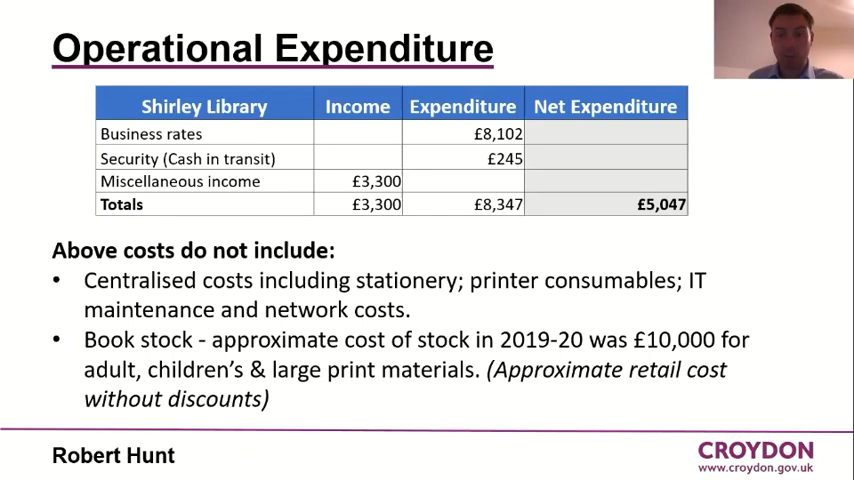 Operational Expenditure
Shirley Library Income Expenditure Net Expenditure
Business rates £8,102
Security (Cash in transit) £245
Miscellaneous income £3,300
Totals £3,300 £8,347 £5,047
Above costs do not include:
• Centralised costs including stationery; printer consumables; IT
maintenance and network costs.
• Book stock - approximate cost of stock in 2019-20 was £10,000 for
adult, children's & large print materials. (Approximate retail cost
without discounts)
Robert Hunt
CROYDON
www.croydon.gov.uk